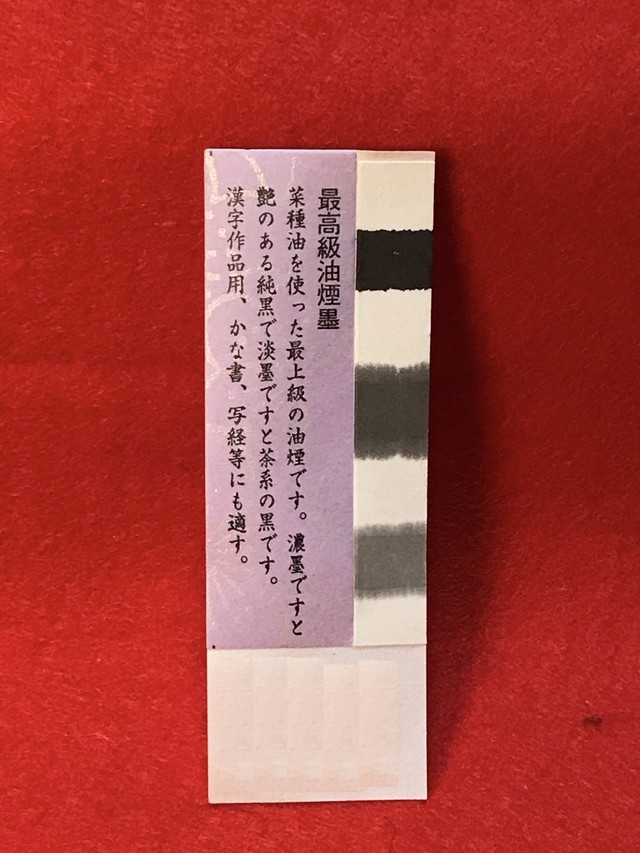 最高級油煙墨
菜種油を使った最上級の油煙です。濃墨ですと
艶のある純黒で淡墨ですと茶系の黒です。
漢字作品用、かな書、写経等にも適す。